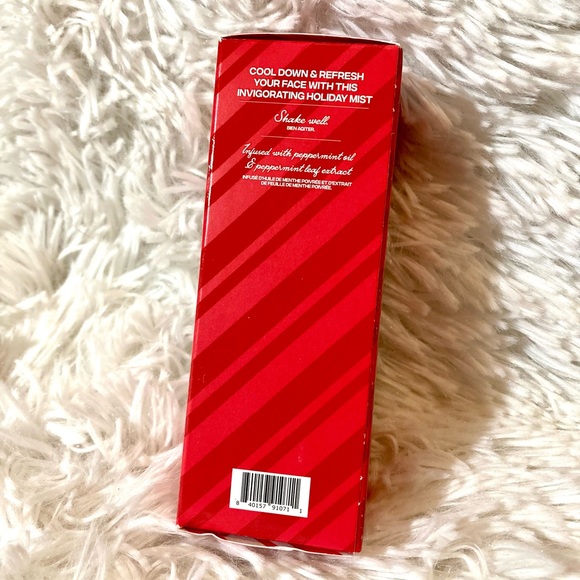 COOL DOWN & REFRESH
YOUR FACE WITH THIS
INVIGORATING HOLIDAY MIST
Shake well.
BIEN AGITER.
Infused with peppermint oil
& peppermint leaf extract
INFUSÉ D'HUILE DE MENTHE POIVRÉE ET D'EXTRAIT
DE FEUILLE DE MENTHE POIVRÉE.
8 40157 91071 1